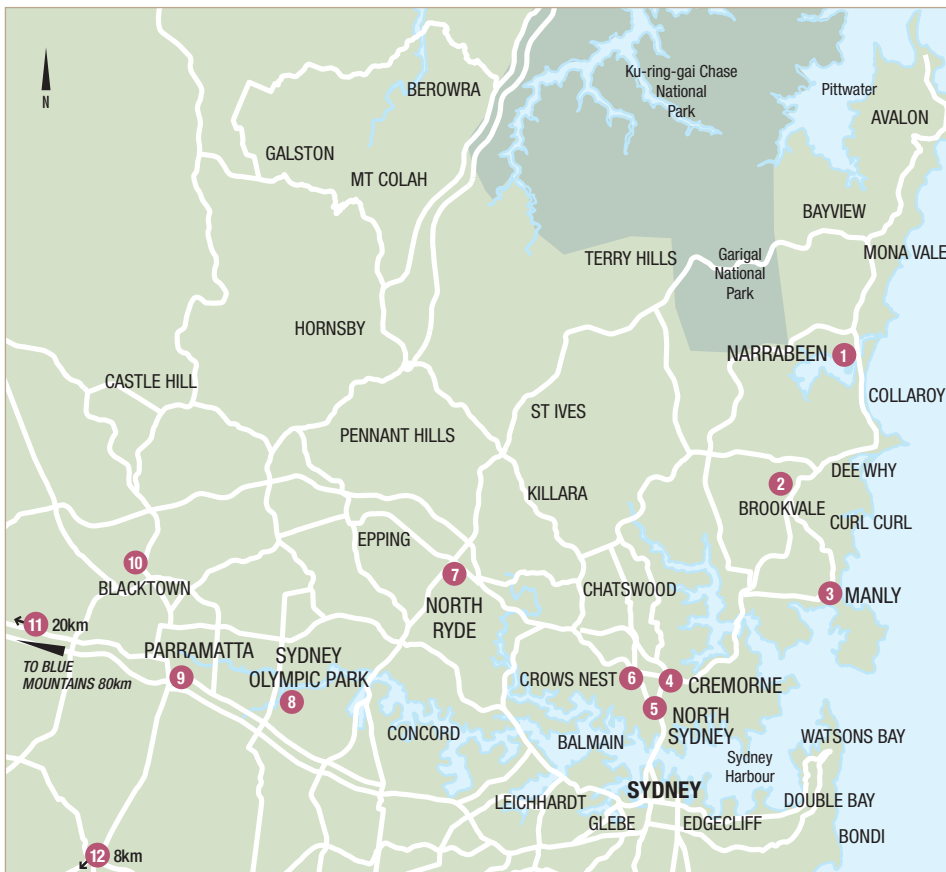 Ku-ring-gai Chase
National
Park
Pittwater
N
BEROWRA
AVALON
GALSTON
MT COLAH
BAYVIEW
TERRY HILLS
Garigal
National
Park
MONA VALE
HORNSBY
NARRABEEN 1
CASTLE HILL
COLLAROY
ST IVES
PENNANT HILLS
DEE WHY
2
BROOKVALE
KILLARA
CURL CURL
EPPING
10
BLACKTOWN
7
NORTH
RYDE
CHATSWOOD
3 MANLY
11 20km
TO BLUE
MOUNTAINS 80km
PARRAMATTA
9
SYDNEY
OLYMPIC PARK
8
CROWS NEST 6
4 CREMORNE
5
NORTH
SYDNEY
CONCORD
BALMAIN
WATSONS BAY
Sydney
Harbour
SYDNEY
LEICHHARDT
DOUBLE BAY
GLEBE
EDGECLIFF
BONDI
12 8km